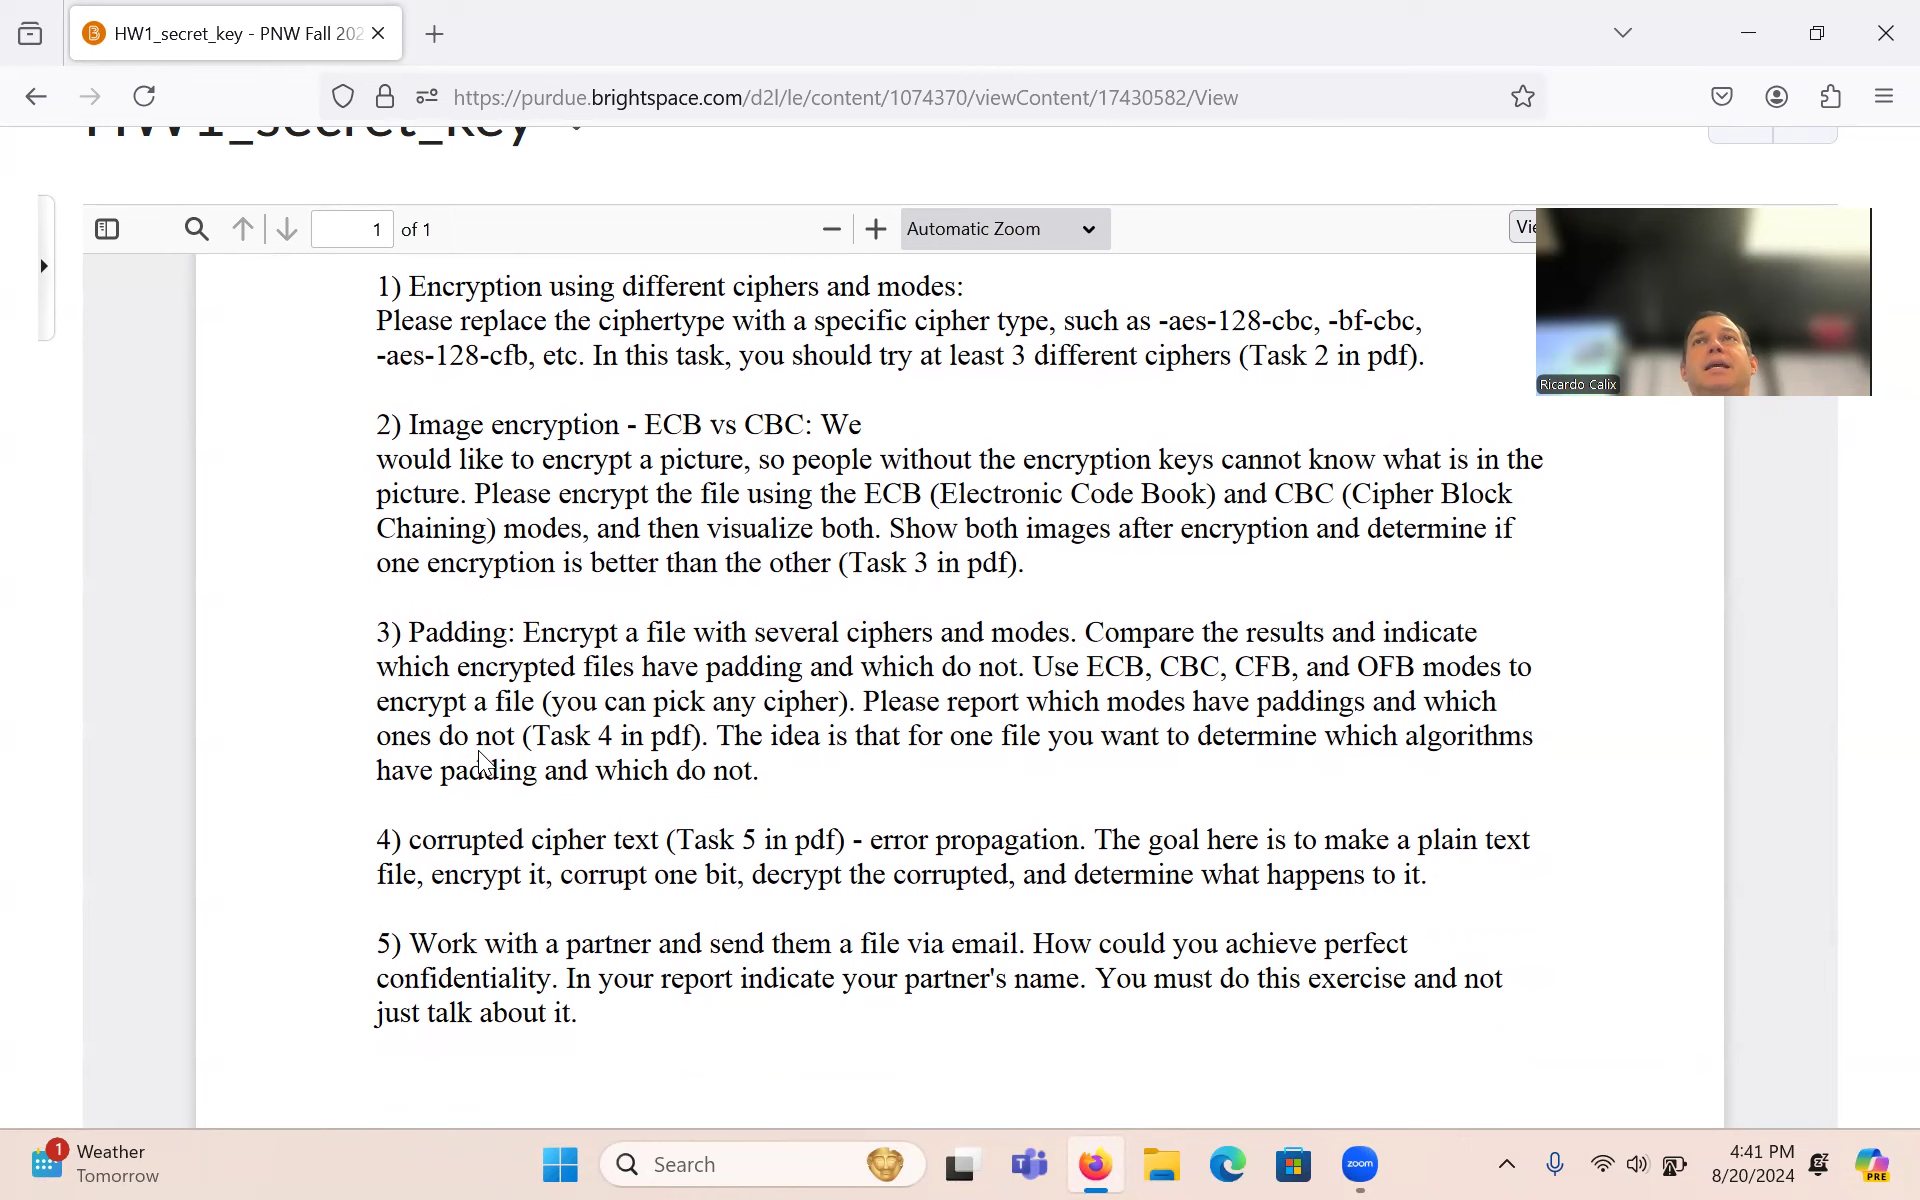 HW1_secret_key - PNW Fall 202
https://purdue.brightspace.com/d2l/le/content/1074370/viewContent/17430582/View
HW1_secret_key
1 of 1
Automatic Zoom
1) Encryption using different ciphers and modes:
Please replace the ciphertype with a specific cipher type, such as -aes-128-cbc, -bf-cbc,
-aes-128-cfb, etc. In this task, you should try at least 3 different ciphers (Task 2 in pdf).
Ricardo Calix
2) Image encryption - ECB vs CBC: We
would like to encrypt a picture, so people without the encryption keys cannot know what is in the
picture. Please encrypt the file using the ECB (Electronic Code Book) and CBC (Cipher Block
Chaining) modes, and then visualize both. Show both images after encryption and determine if
one encryption is better than the other (Task 3 in pdf).
3) Padding: Encrypt a file with several ciphers and modes. Compare the results and indicate
which encrypted files have padding and which do not. Use ECB, CBC, CFB, and OFB modes to
encrypt a file (you can pick any cipher). Please report which modes have paddings and which
ones do not (Task 4 in pdf). The idea is that for one file you want to determine which algorithms
have padding and which do not.
4) corrupted cipher text (Task 5 in pdf) - error propagation. The goal here is to make a plain text
file, encrypt it, corrupt one bit, decrypt the corrupted, and determine what happens to it.
5) Work with a partner and send them a file via email. How could you achieve perfect
confidentiality. In your report indicate your partner's name. You must do this exercise and not
just talk about it.
1
Weather
Tomorrow
Search
zoom
4:41 PM
8/20/2024
PRE